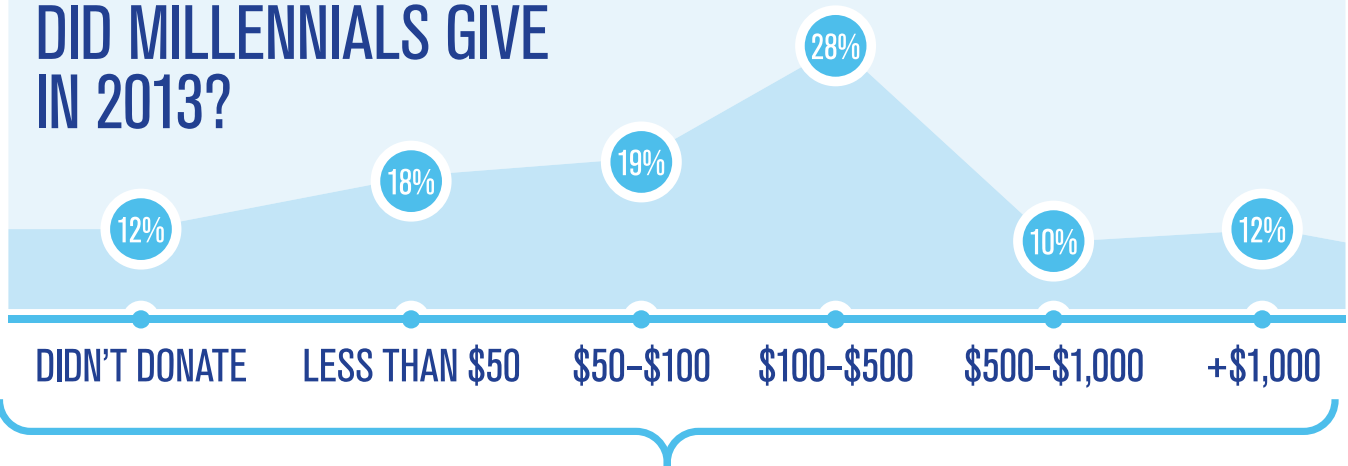 DID MILLENNIALS GIVE
IN 2013?
12%
18%
19%
28%
10%
12%
DIDN'T DONATE
LESS THAN $50
$50–$100
$100–$500
$500–$1,000
+$1,000